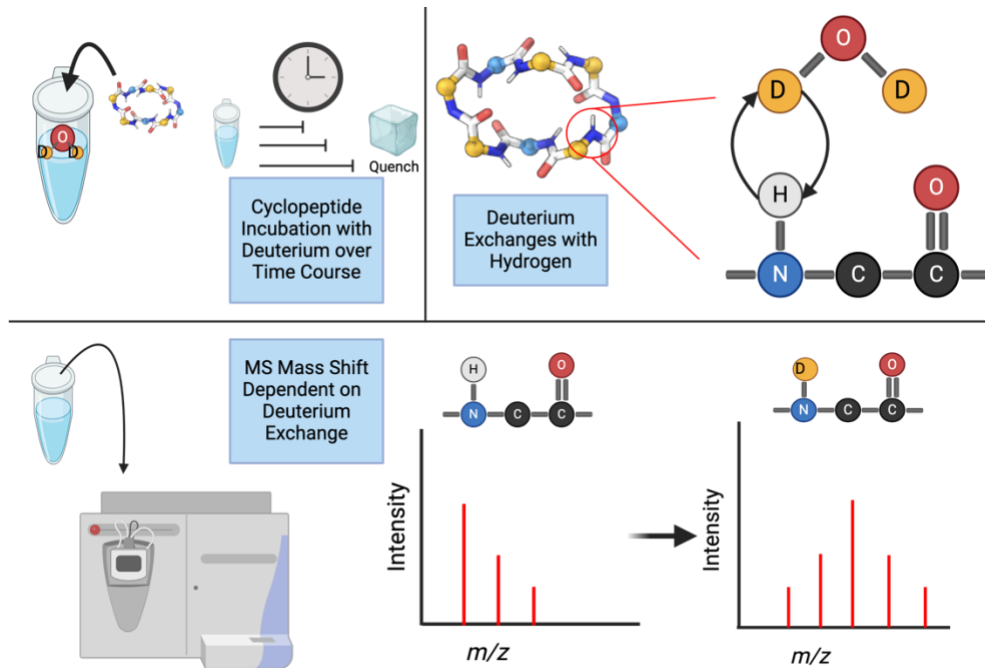 O
D
D
Quench
Cyclopeptide
Incubation with
Deuterium over
Time Course
Deuterium
Exchanges with
Hydrogen
O
D
D
H
O
N
C
C
MS Mass Shift
Dependent on
Deuterium
Exchange
H
O
N
C
C
Intensity
m/z
D
O
N
C
C
Intensity
m/z